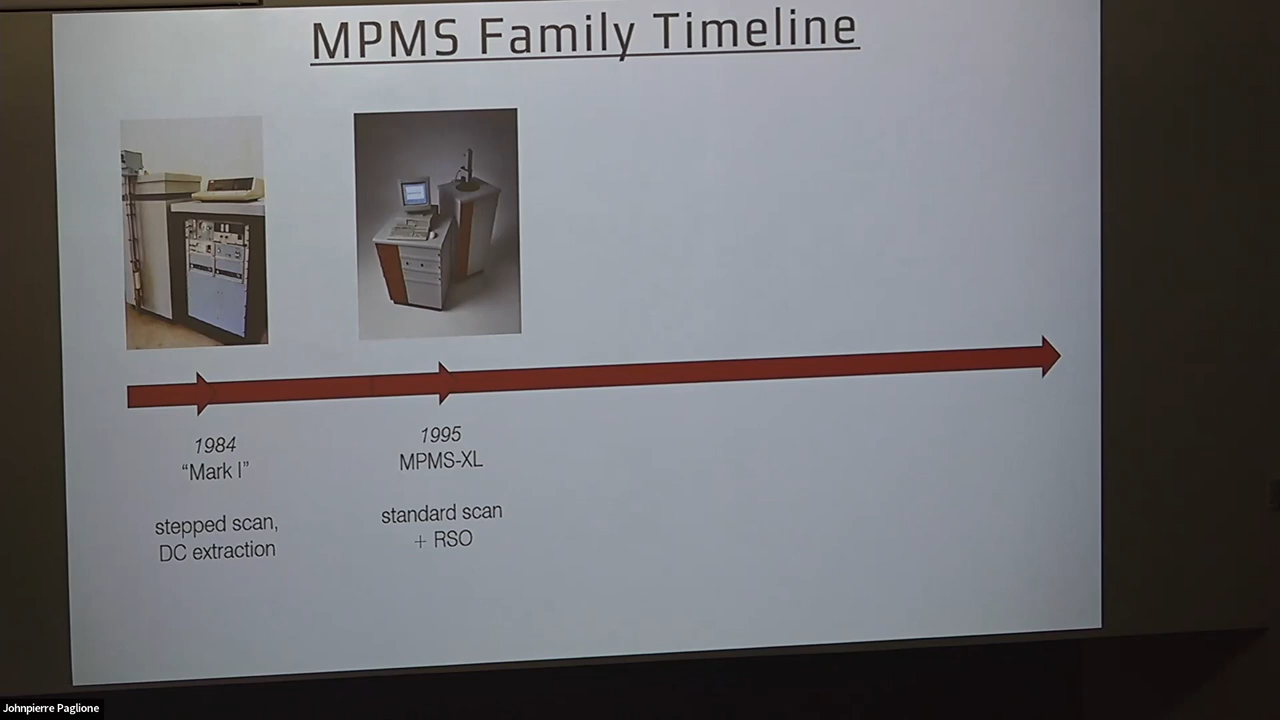 MPMS Family Timeline
1984
“Mark I”
stepped scan,
DC extraction
1995
MPMS-XL
standard scan
+ RSO
Johnpierre Paglione